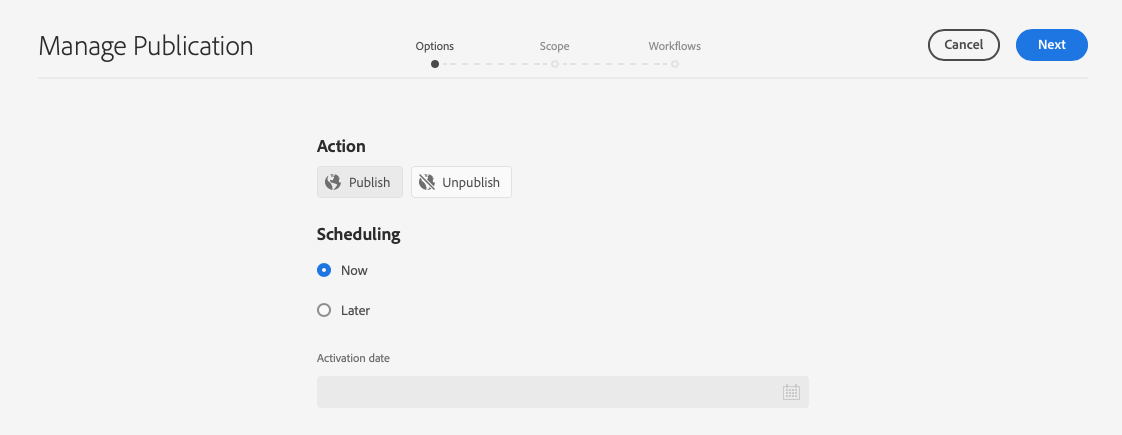 Manage Publication
Options Scope Workflows
Cancel Next
Action
Publish Unpublish
Scheduling
Now
Later
Activation date